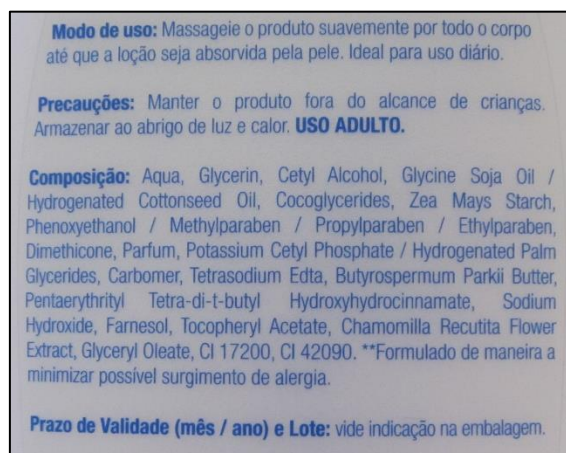 Modo de uso: Massageie o produto suavemente por todo o corpo
até que a loção seja absorvida pela pele. Ideal para uso diário.
Precauções: Manter o produto fora do alcance de crianças.
Armazenar ao abrigo de luz e calor. USO ADULTO.
Composição: Aqua, Glycerin, Cetyl Alcohol, Glycine Soja Oil /
Hydrogenated Cottonseed Oil, Cocoglycerides, Zea Mays Starch,
Phenoxyethanol / Methylparaben / Propylparaben / Ethylparaben,
Dimethicone, Parfum, Potassium Cetyl Phosphate / Hydrogenated Palm
Glycerides, Carbomer, Tetrasodium Edta, Butyrospermum Parkii Butter,
Pentaerythrityl Tetra-di-t-butyl Hydroxyhydrocinnamate, Sodium
Hydroxide, Farnesol, Tocopheryl Acetate, Chamomilla Recutita Flower
Extract, Glyceryl Oleate, CI 17200, CI 42090. **Formulado de maneira a
minimizar possível surgimento de alergia.
Prazo de Validade (mês / ano) e Lote: vide indicação na embalagem.